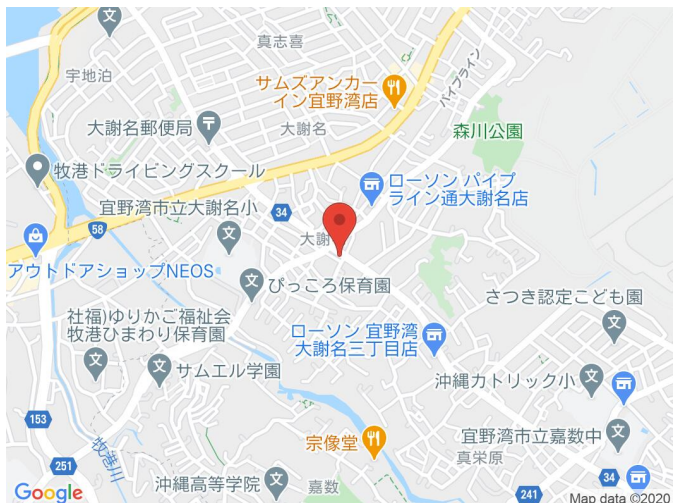 真志喜
宇地泊
サムズアンカー
イン宜野湾店
パイプライン
大謝名郵便局
大謝名
森川公園
牧港ドライビングスクール
ローソン パイプ
ライン通大謝名店
宜野湾市立大謝名小
34
58
大謝
アウトドアショップNEOS
ぴっころ保育園
さつき認定こども園
社福)ゆりかご福祉会
牧港ひまわり保育園
ローソン 宜野湾
大謝名三丁目店
サムエル学園
沖縄カトリック小
153
牧港川
宗像堂
宜野湾市立嘉数中
251
真栄原
沖縄高等学院
嘉数
34
241
Google
Map data ©2020